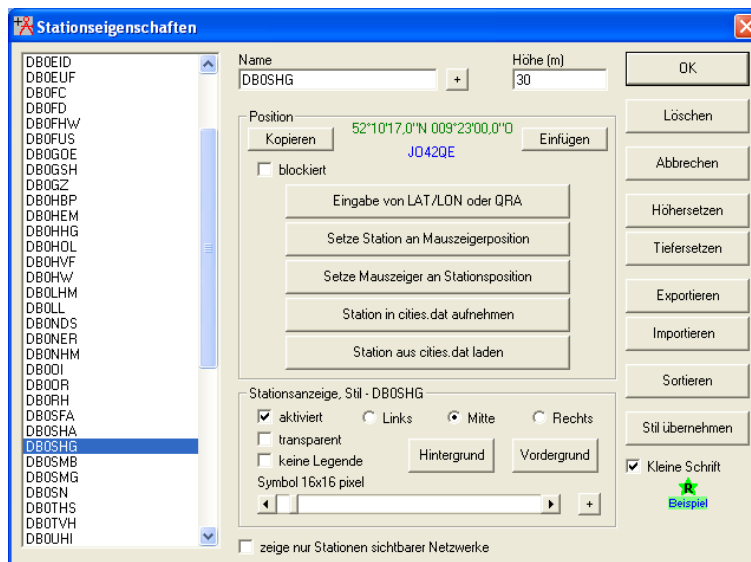 Stationseigenschaften
DB0EID
DB0EUF
DB0FC
DB0FD
DB0FHW
DB0FUS
DB0GOE
DB0GSH
DB0GZ
DB0HBP
DB0HEM
DB0HHG
DB0HOL
DB0HVF
DB0HW
DB0LHM
DB0LL
DB0NDS
DB0NER
DB0NHM
DB0OI
DB0OR
DB0RH
DB0SFA
DB0SHA
DB0SHG
DB0SMB
DB0SMG
DB0SN
DB0THS
DB0TVH
DB0UHI
Name
DB0SHG
+
Höhe (m)
30
Position
Kopieren
52°10'17,0''N 009°23'00,0''O
JO42QE
Einfügen
blockiert
Eingabe von LAT/LON oder QRA
Setze Station an Mauszeigerposition
Setze Mauszeiger an Stationsposition
Station in cities.dat aufnehmen
Station aus cities.dat laden
Stationsanzeige, Stil - DB0SHG
aktiviert
Links
Mitte
Rechts
transparent
keine Legende
Hintergrund
Vordergrund
Symbol 16x16 pixel
+
zeige nur Stationen sichtbarer Netzwerke
OK
Löschen
Abbrechen
Höhersetzen
Tiefersetzen
Exportieren
Importieren
Sortieren
Stil übernehmen
Kleine Schrift
R
Beispiel